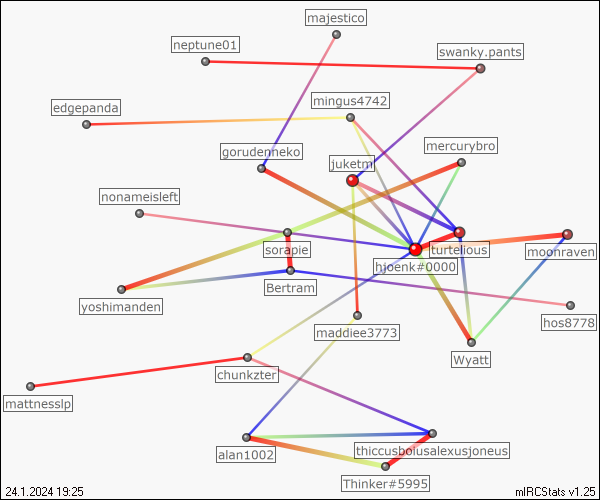 majestico
neptune01
swanky.pants
mingus4742
edgepanda
mercurybro
gorudenneko
juketm
nonameisleft
sorapie
turtelious
moonraven
hjoenk#0000
Bertram
yoshimanden
hos8778
maddiee3773
Wyatt
chunkzter
mattnesslp
alan1002
thiccusboiusalexusjoneus
Thinker#5995
24.1.2024 19:25
mIRCStats v1.25